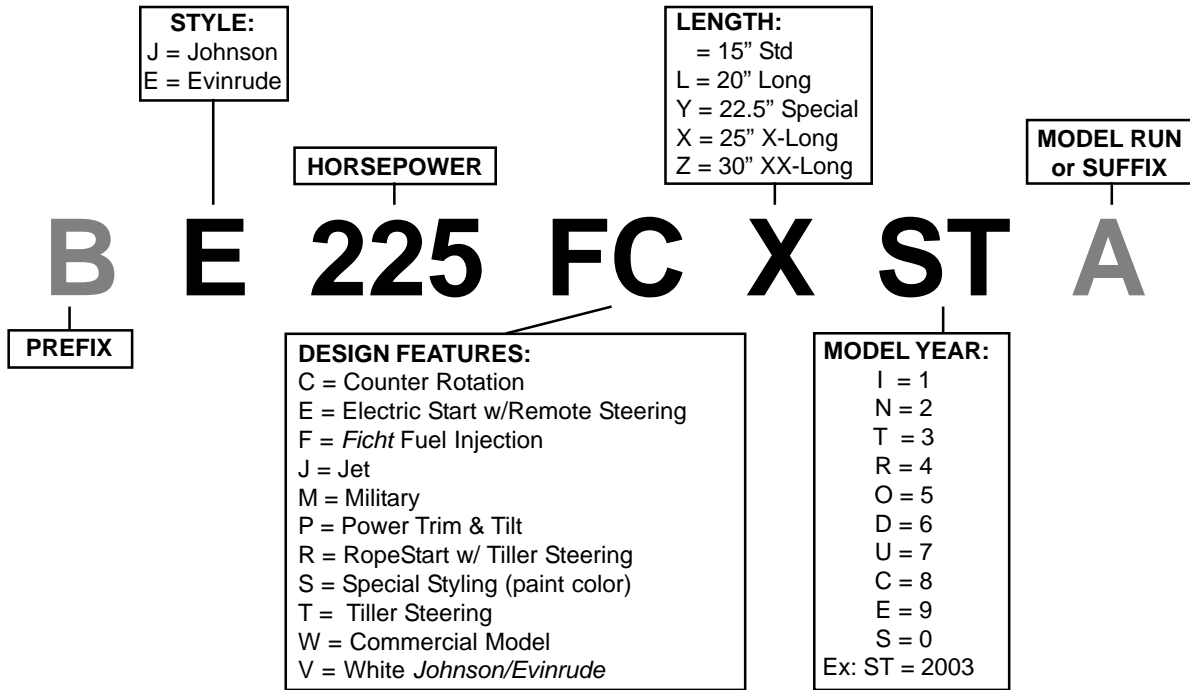 STYLE:
J = Johnson
E = Evinrude
HORSEPOWER
LENGTH:
= 15” Std
L = 20” Long
Y = 22.5” Special
X = 25” X-Long
Z = 30” XX-Long
MODEL RUN
or SUFFIX
B E 225 FC X ST A
PREFIX
DESIGN FEATURES:
C = Counter Rotation
E = Electric Start w/Remote Steering
F = Ficht Fuel Injection
J = Jet
M = Military
P = Power Trim & Tilt
R = RopeStart w/ Tiller Steering
S = Special Styling (paint color)
T = Tiller Steering
W = Commercial Model
V = White Johnson/Evinrude
MODEL YEAR:
I = 1
N = 2
T = 3
R = 4
O = 5
D = 6
U = 7
C = 8
E = 9
S = 0
Ex: ST = 2003